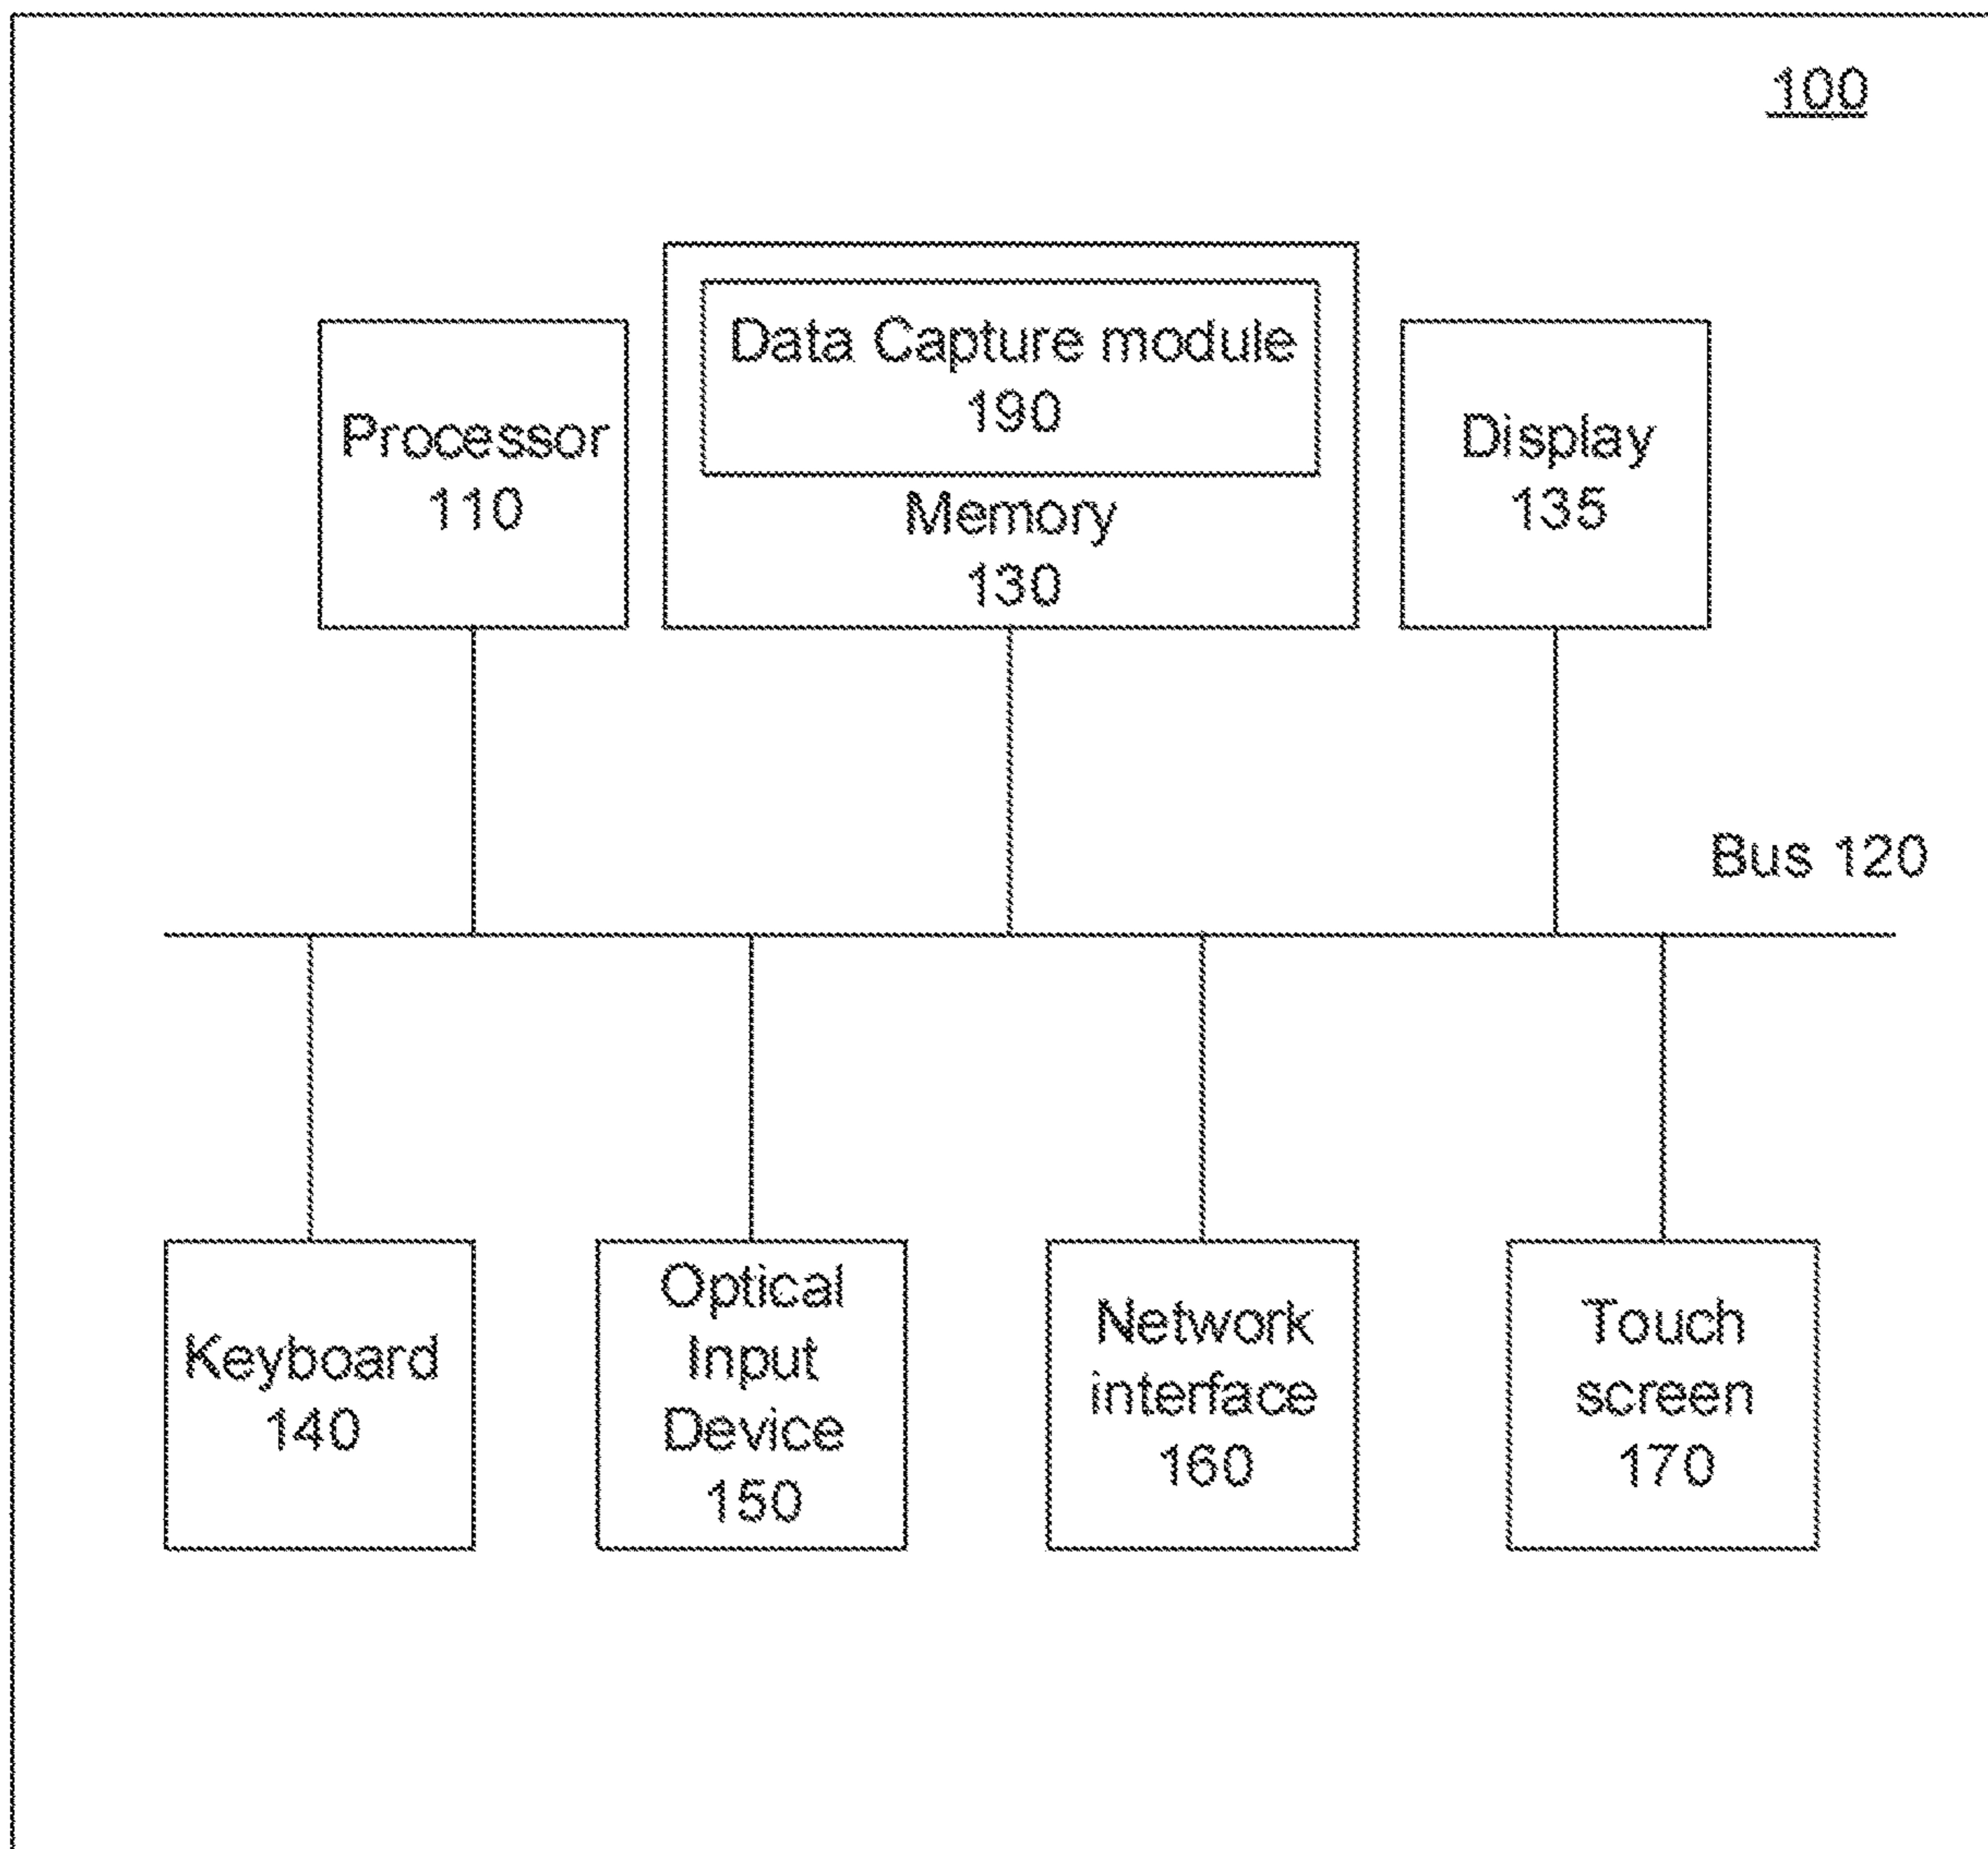 100
Data Capture module
190
Memory
130
Processor
110
Display
135
Bus 120
Keyboard
140
Optical
Input
Device
150
Network
interface
160
Touch
screen
170